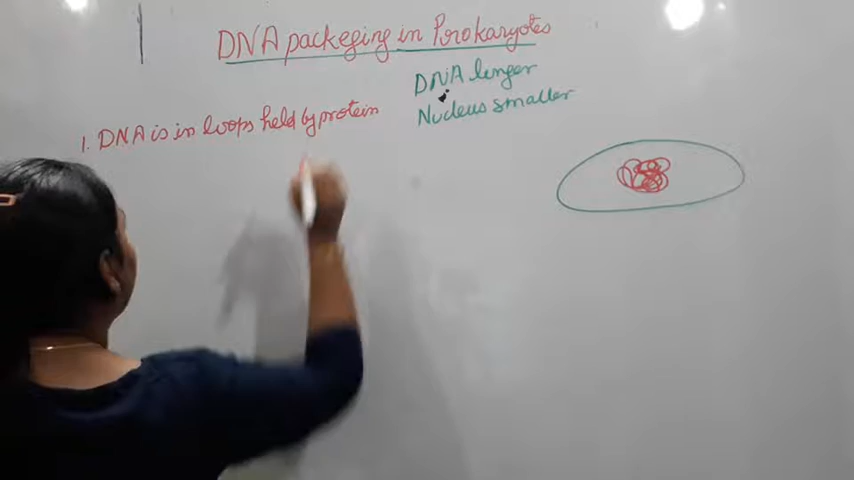 DNA packeging in Prokaryotes
DNA longer
Nucleus smaller
1. DNA is in loops held by protein